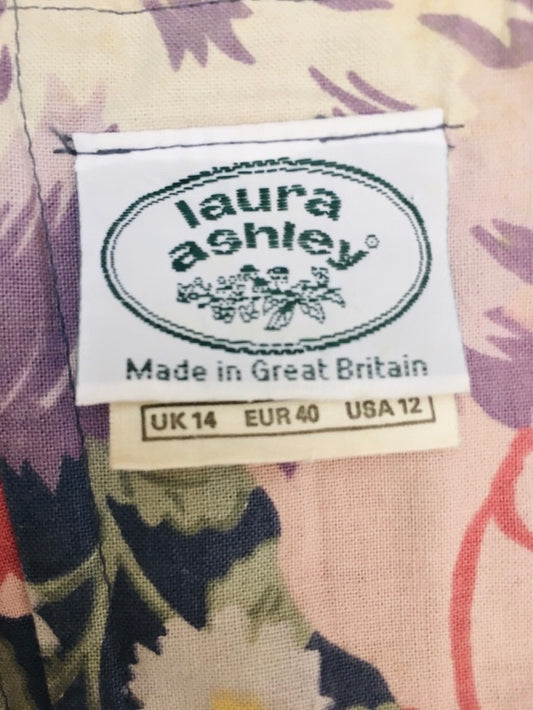 laura
ashley®
Made in Great Britain
UK 14 EUR 40 USA 12